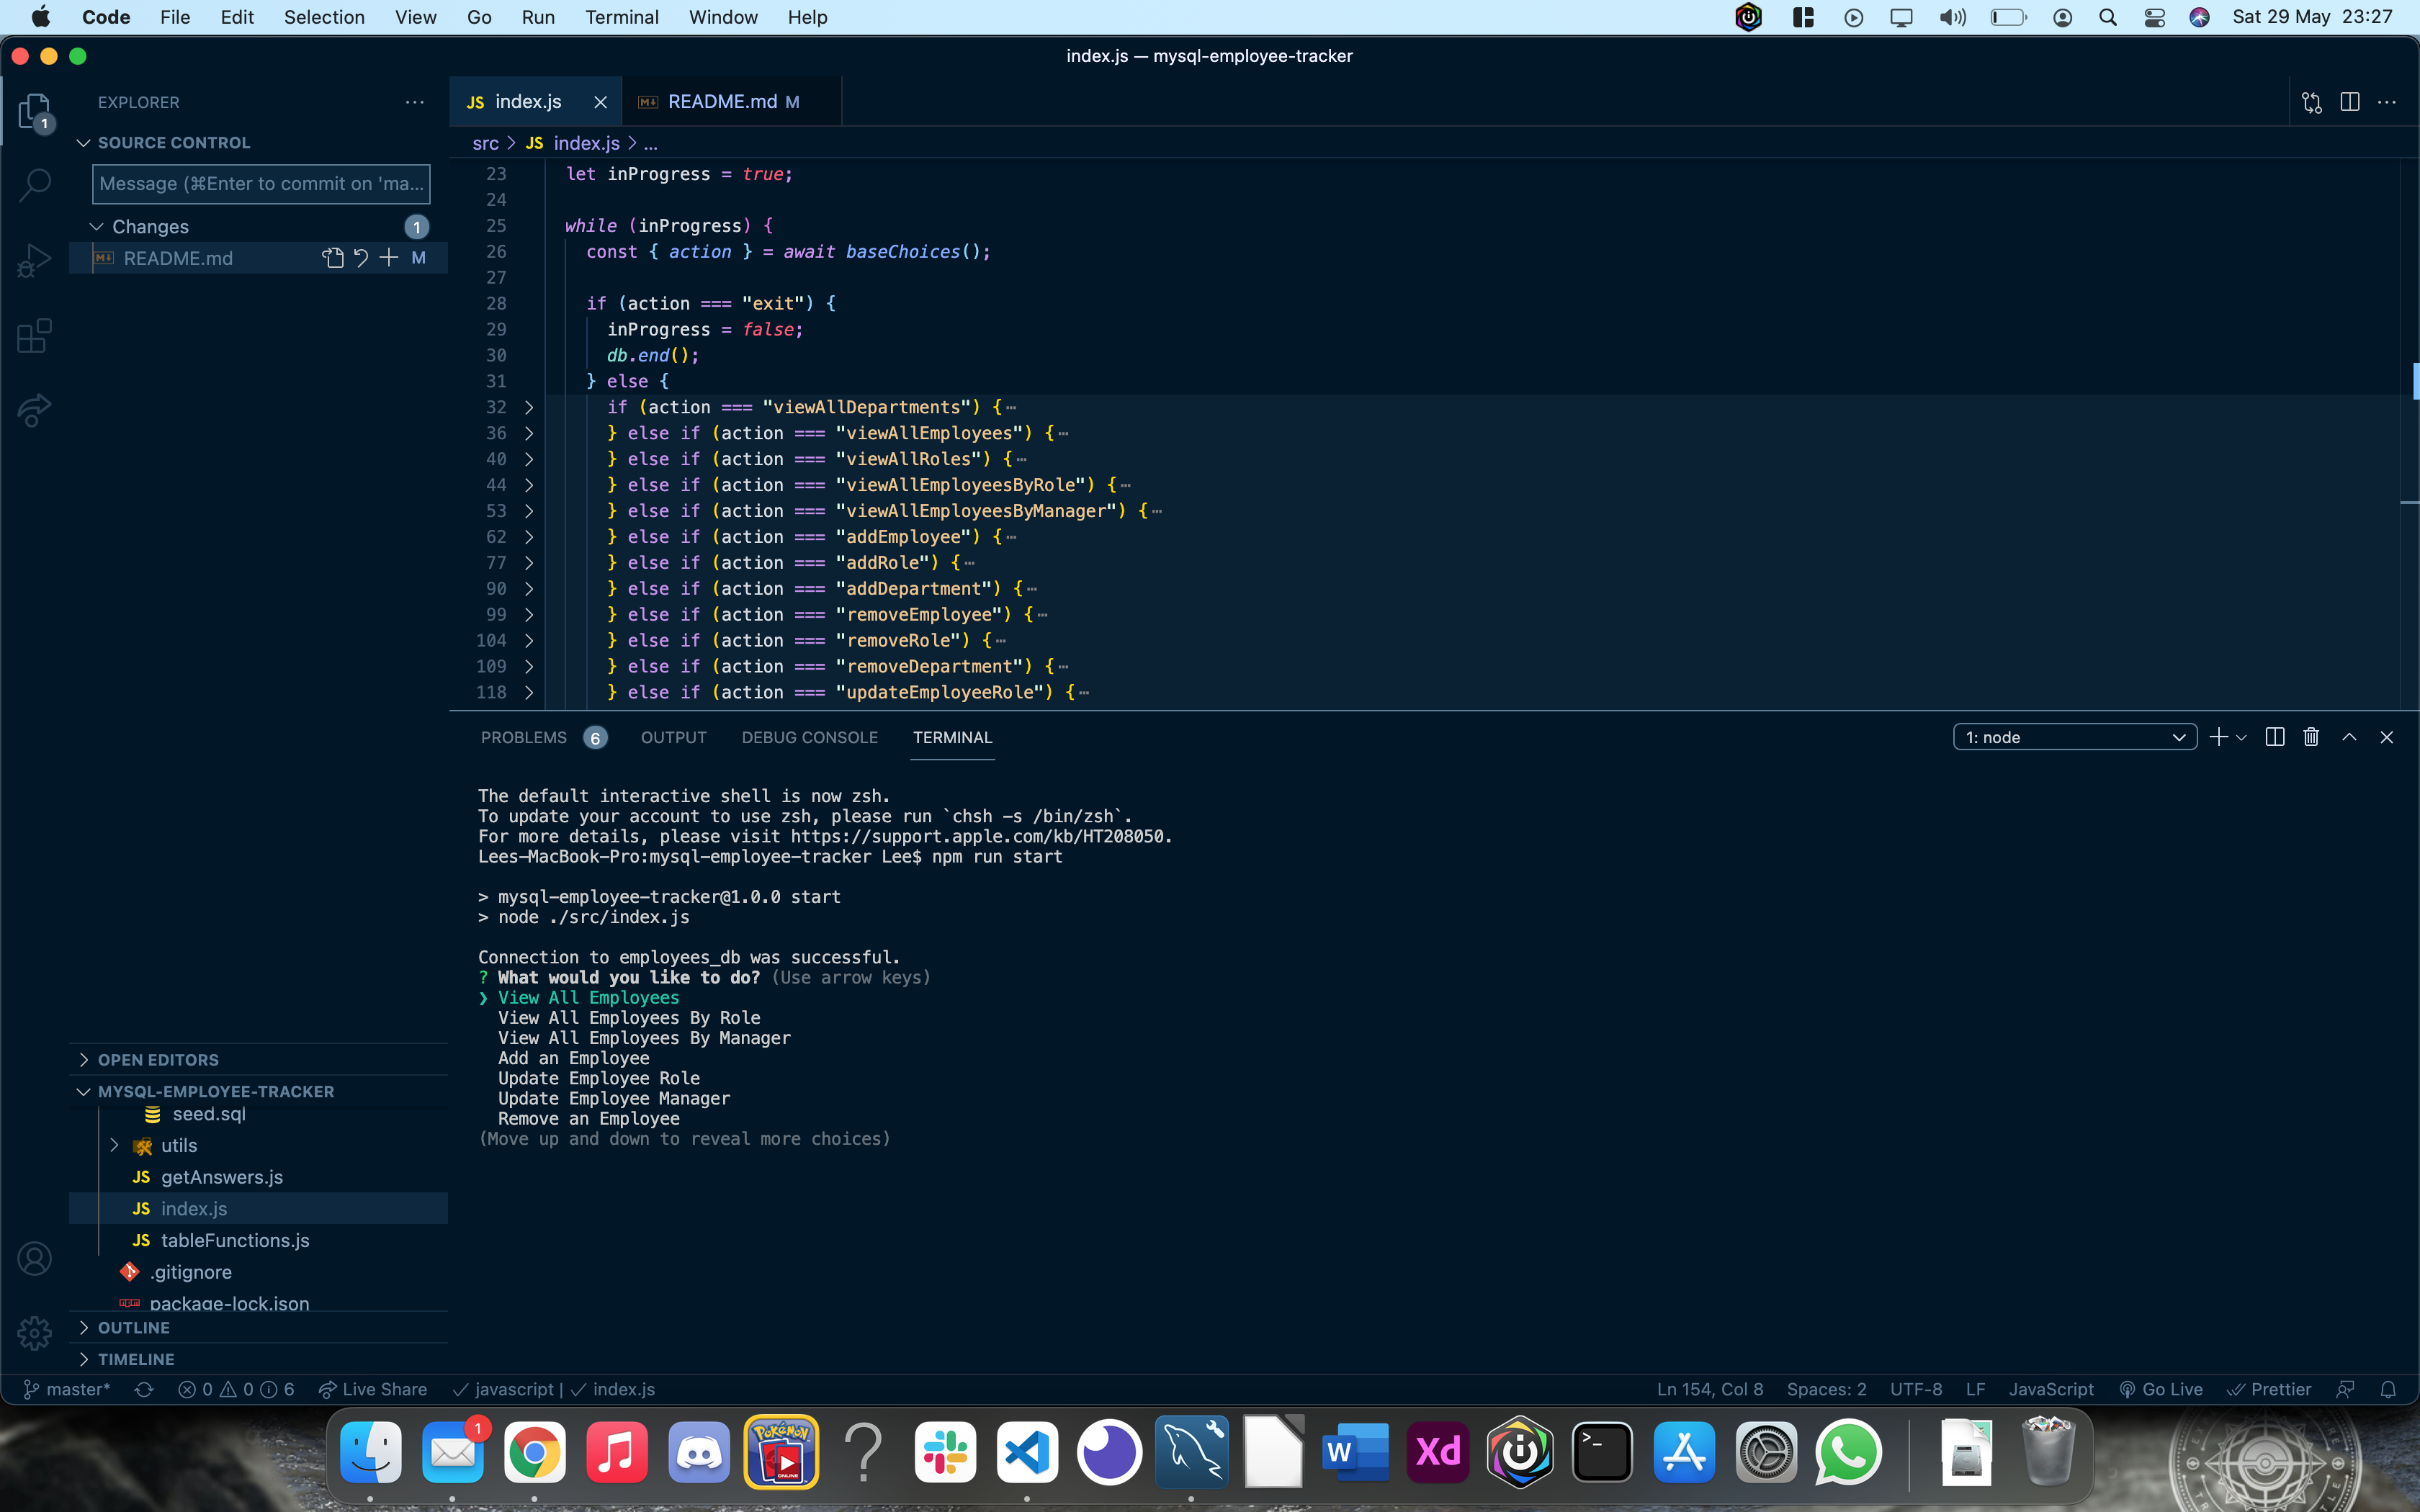 Code File Edit Selection View Go Run Terminal Window Help Sat 29 May 23:27
index.js — mysql-employee-tracker
EXPLORER
1
SOURCE CONTROL
Message (⌘Enter to commit on 'ma...
Changes 1
README.md M
JS index.js README.md M
src > JS index.js > ...
23 let inProgress = true;
24
25 while (inProgress) {
26 const { action } = await baseChoices();
27
28 if (action === "exit") {
29 inProgress = false;
30 db.end();
31 } else {
32 if (action === "viewAllDepartments") {…
36 } else if (action === "viewAllEmployees") {…
40 } else if (action === "viewAllRoles") {…
44 } else if (action === "viewAllEmployeesByRole") {…
53 } else if (action === "viewAllEmployeesByManager") {…
62 } else if (action === "addEmployee") {…
77 } else if (action === "addRole") {…
90 } else if (action === "addDepartment") {…
99 } else if (action === "removeEmployee") {…
104 } else if (action === "removeRole") {…
109 } else if (action === "removeDepartment") {…
118 } else if (action === "updateEmployeeRole") {…
PROBLEMS 6 OUTPUT DEBUG CONSOLE TERMINAL 1: node
The default interactive shell is now zsh.
To update your account to use zsh, please run `chsh -s /bin/zsh`.
For more details, please visit https://support.apple.com/kb/HT208050.
Lees-MacBook-Pro:mysql-employee-tracker Lee$ npm run start
> mysql-employee-tracker@1.0.0 start
> node ./src/index.js
Connection to employees_db was successful.
? What would you like to do? (Use arrow keys)
❯ View All Employees
View All Employees By Role
View All Employees By Manager
Add an Employee
Update Employee Role
Update Employee Manager
Remove an Employee
(Move up and down to reveal more choices)
OPEN EDITORS
MYSQL-EMPLOYEE-TRACKER
seed.sql
utils
JS getAnswers.js
JS index.js
JS tableFunctions.js
.gitignore
package-lock.json
OUTLINE
TIMELINE
master* 0 0 6 Live Share javascript | index.js Ln 154, Col 8 Spaces: 2 UTF-8 LF JavaScript Go Live Prettier
1
POKéMON
ONLINE
W
Xd
>_